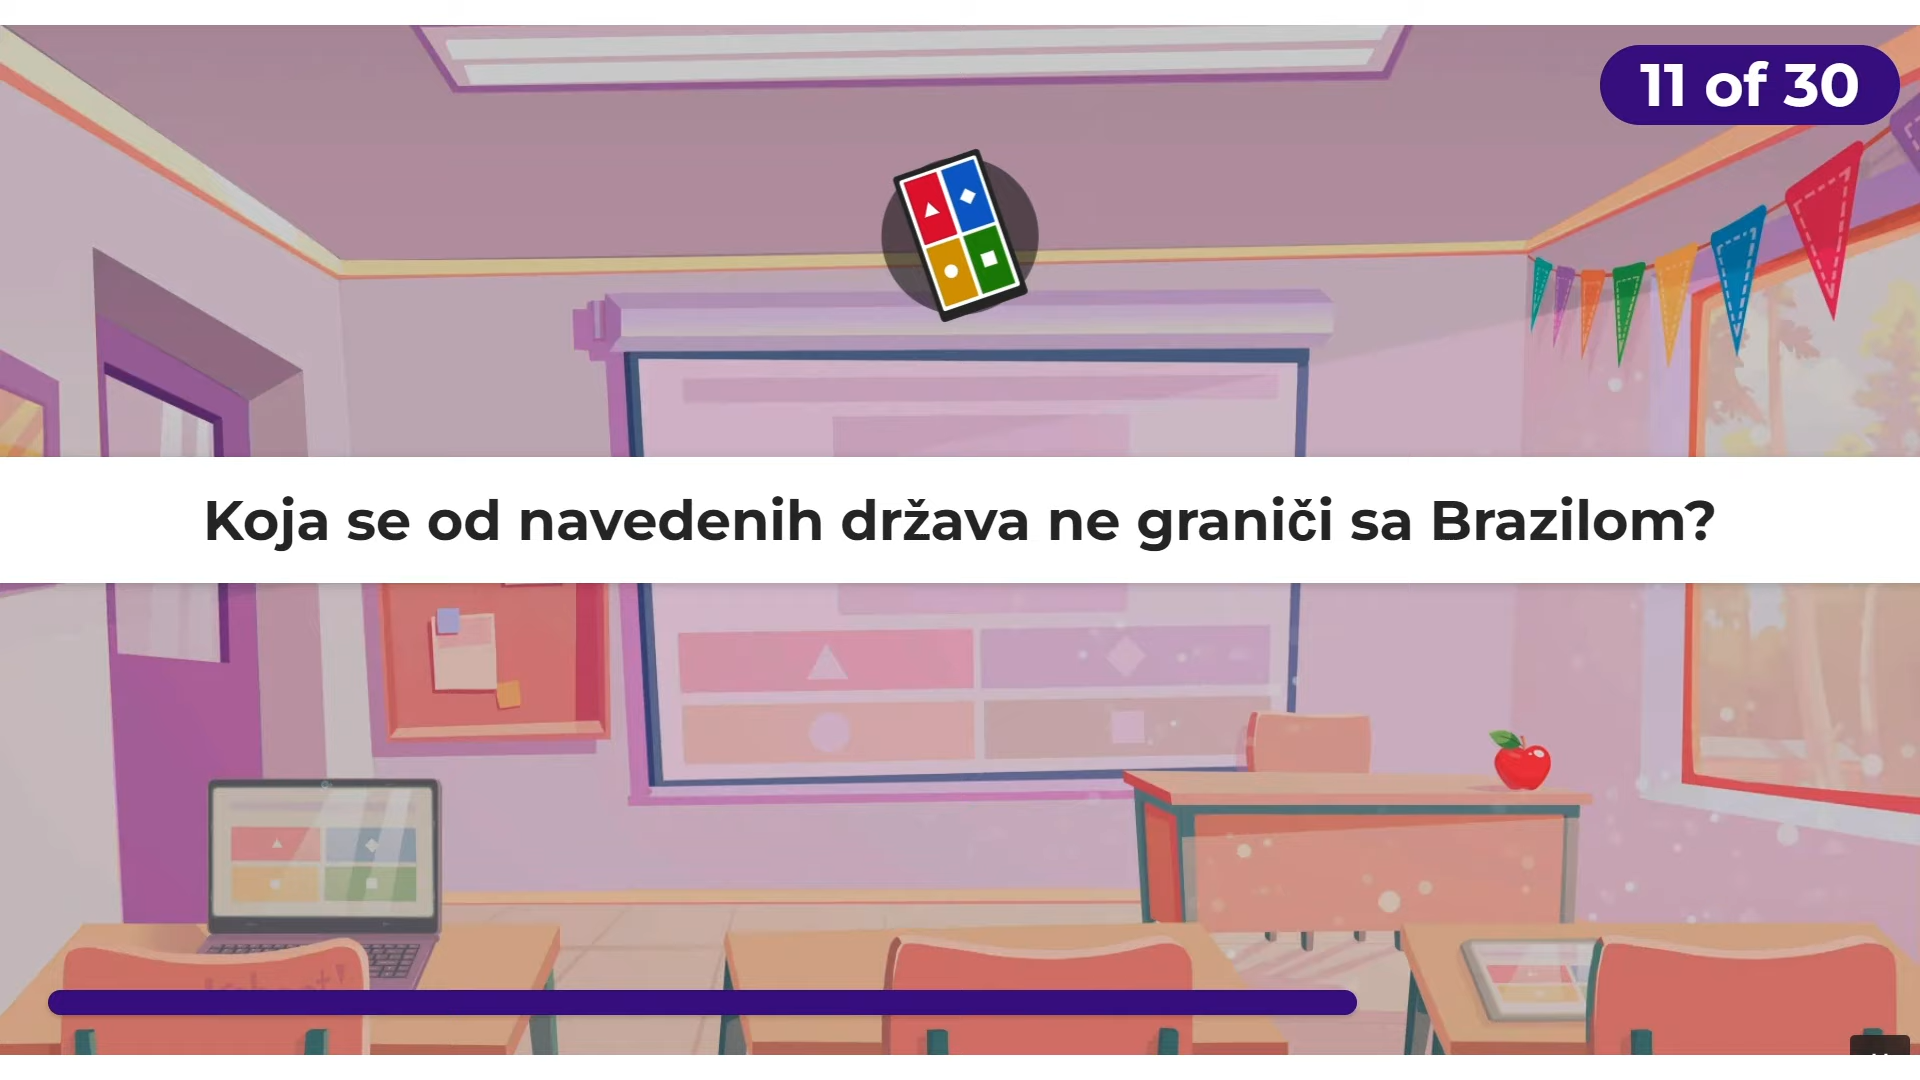 11 of 30
Koja se od navedenih država ne graniči sa Brazilom?